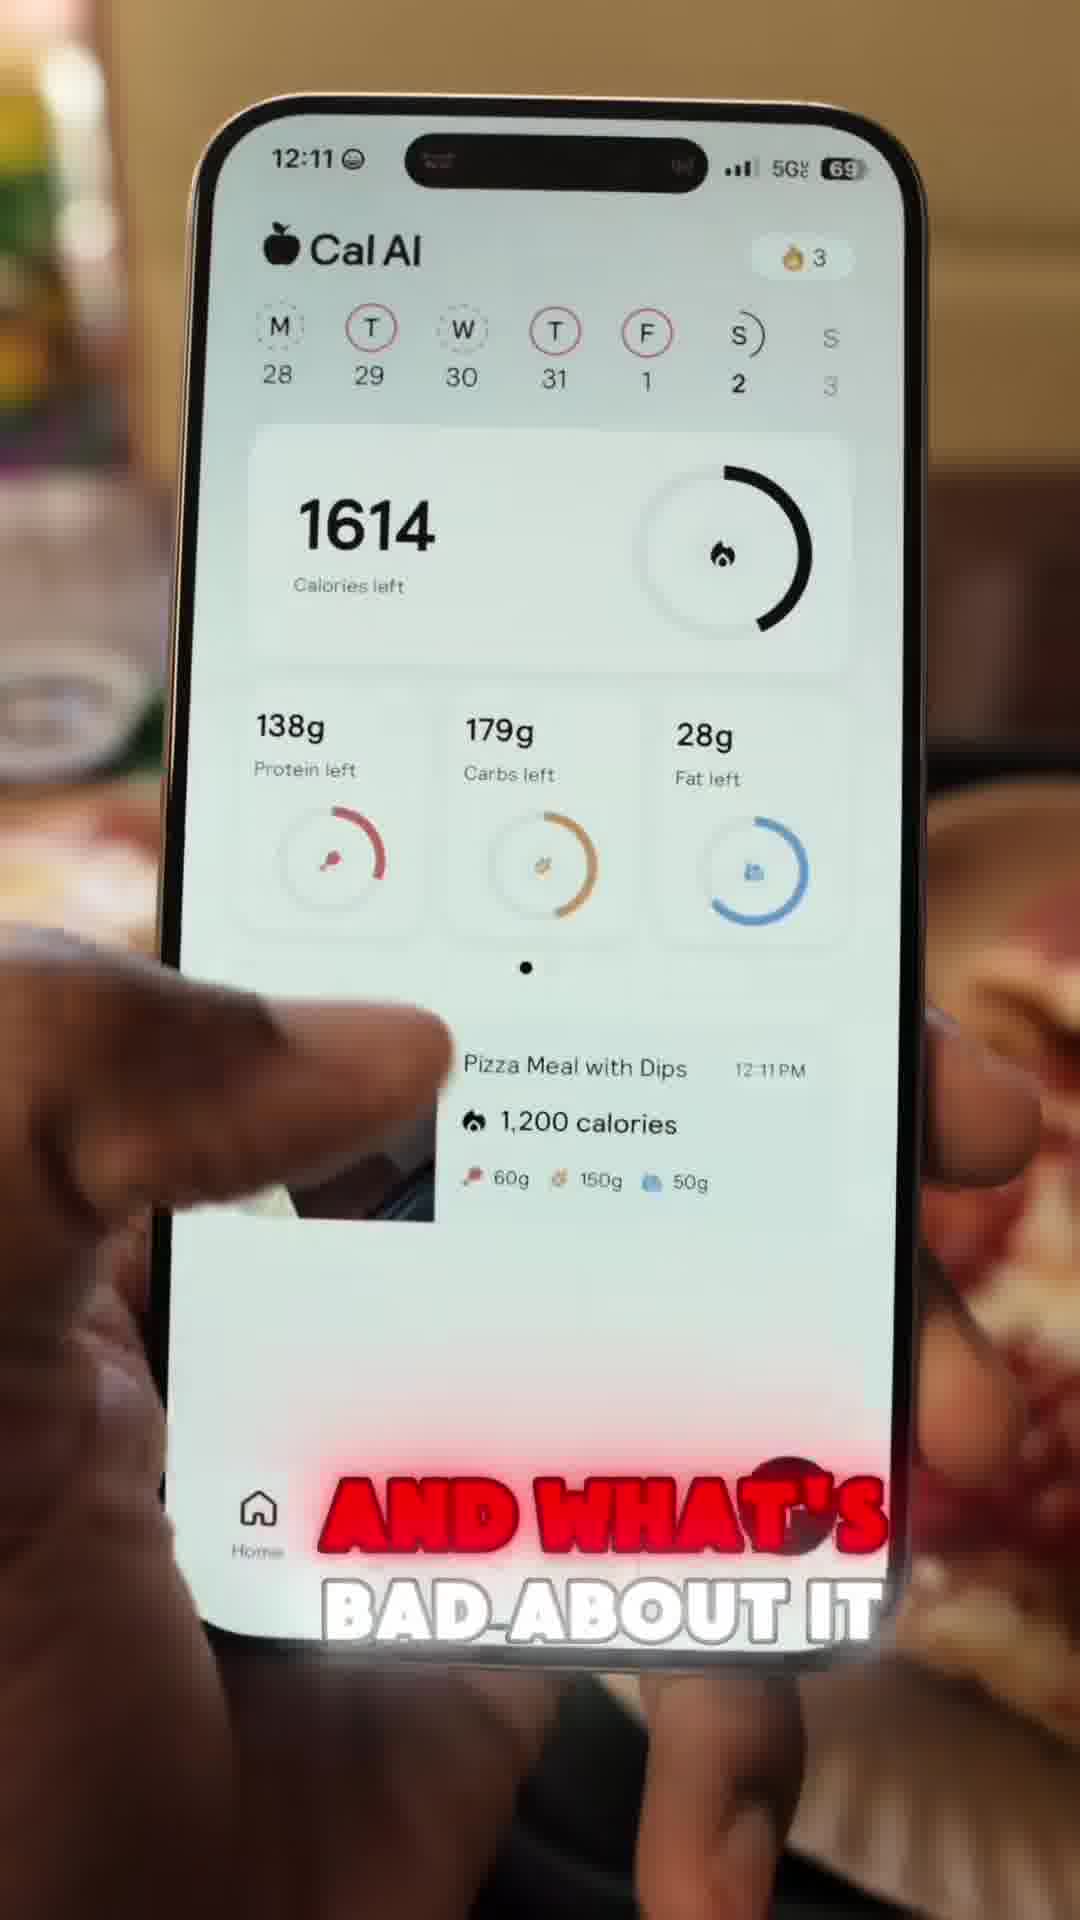 12:11
5G
69
Cal AI
3
M T W T F S S
28 29 30 31 1 2 3
1614
Calories left
138g 179g 28g
Protein left Carbs left Fat left
Pizza Meal with Dips 12:11 PM
1,200 calories
60g 150g 50g
Home
AND WHAT'S
BAD ABOUT IT